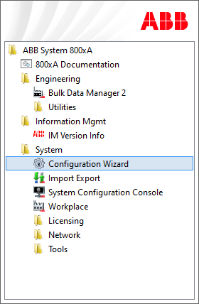 ABB
ABB System 800xA
800xA Documentation
Engineering
Bulk Data Manager 2
Utilities
Information Mgmt
ABB IM Version Info
System
Configuration Wizard
Import Export
System Configuration Console
Workplace
Licensing
Network
Tools